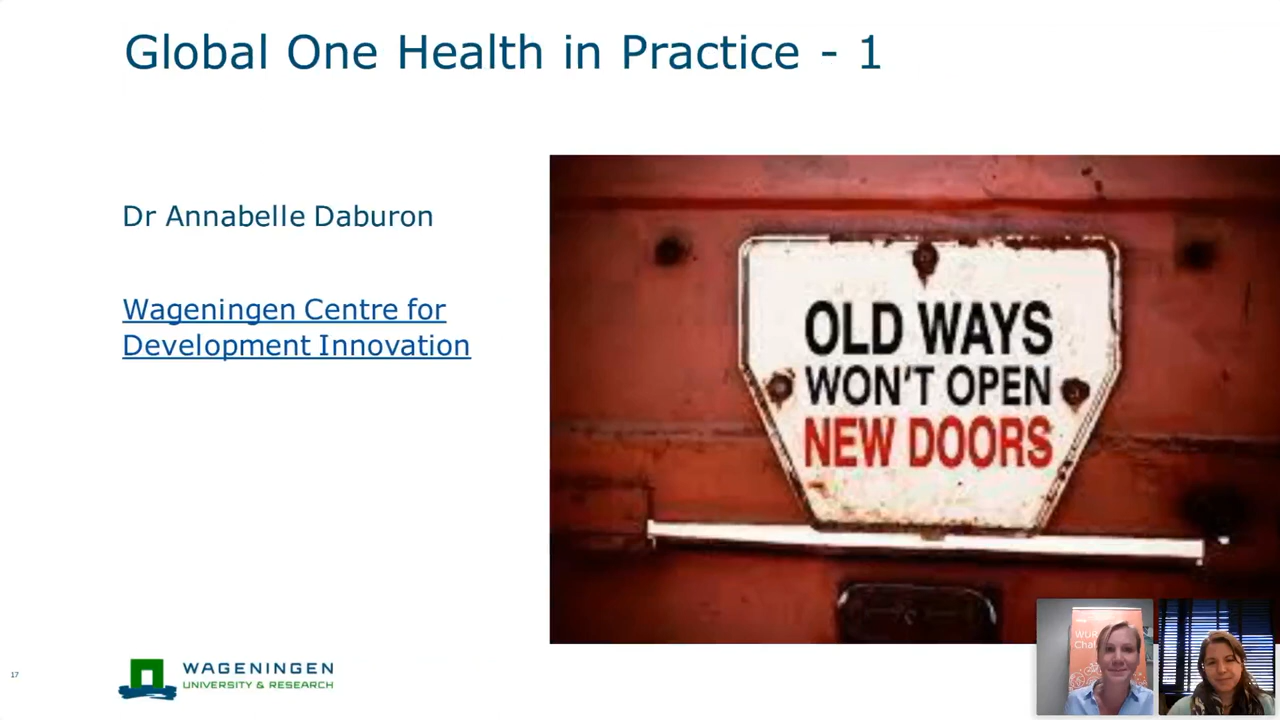 Global One Health in Practice - 1
Dr Annabelle Daburon
Wageningen Centre for
Development Innovation
OLD WAYS
WON'T OPEN
NEW DOORS
17
WAGENINGEN
UNIVERSITY & RESEARCH